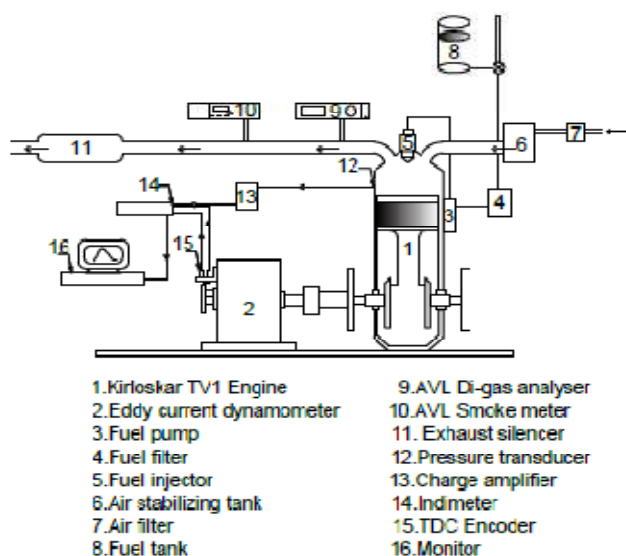 8
10
9
5
11
6
7
12
14
13
3
4
16
15
1
2
1.Kirloskar TV1 Engine
2.Eddy current dynamometer
3.Fuel pump
4.Fuel filter
5.Fuel injector
6.Air stabilizing tank
7.Air filter
8.Fuel tank
9.AVL Di-gas analyser
10.AVL Smoke meter
11. Exhaust silencer
12.Pressure transducer
13.Charge amplifier
14.Indimeter
15.TDC Encoder
16.Monitor